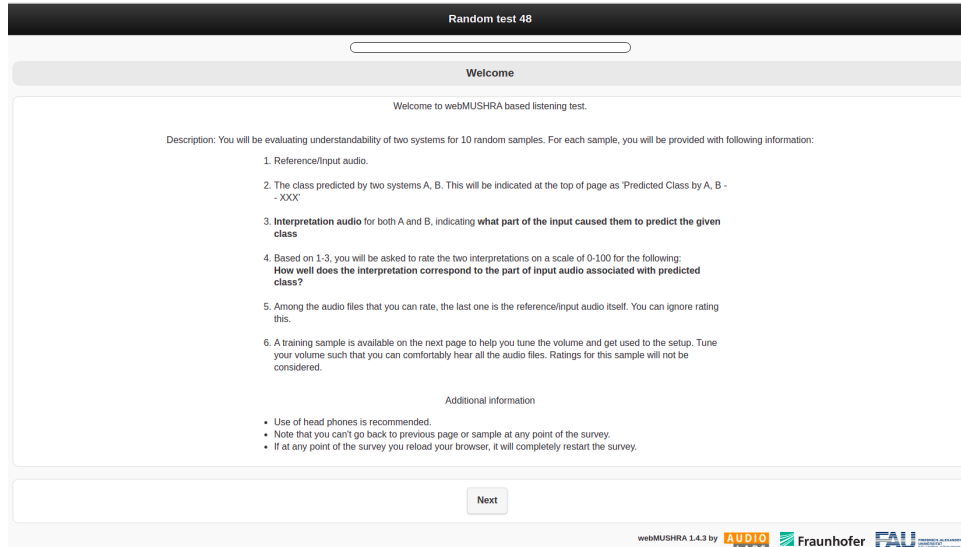 Random test 48
Welcome
Welcome to webMUSHRA based listening test.
Description: You will be evaluating understandability of two systems for 10 random samples. For each sample, you will be provided with following information:
1. Reference/Input audio.
2. The class predicted by two systems A, B. This will be indicated at the top of page as 'Predicted Class by A, B -
- XXX'
3. Interpretation audio for both A and B, indicating what part of the input caused them to predict the given
class
4. Based on 1-3, you will be asked to rate the two interpretations on a scale of 0-100 for the following:
How well does the interpretation correspond to the part of input audio associated with predicted
class?
5. Among the audio files that you can rate, the last one is the reference/input audio itself. You can ignore rating
this.
6. A training sample is available on the next page to help you tune the volume and get used to the setup. Tune
your volume such that you can comfortably hear all the audio files. Ratings for this sample will not be
considered.
Additional information
• Use of head phones is recommended.
• Note that you can't go back to previous page or sample at any point of the survey.
• If at any point of the survey you reload your browser, it will completely restart the survey.
Next
webMUSHRA 1.4.3 by AUDIO Fraunhofer FAU